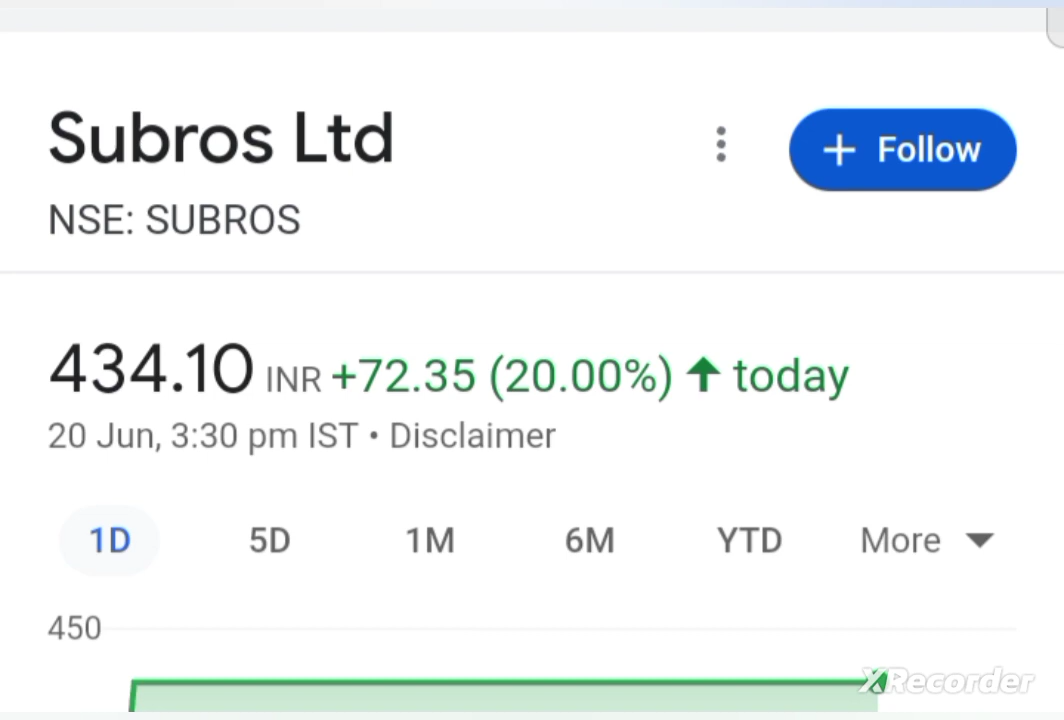 Subros Ltd
+ Follow
NSE: SUBROS
434.10 INR +72.35 (20.00%) ↑ today
20 Jun, 3:30 pm IST • Disclaimer
1D 5D 1M 6M YTD More
450
XRecorder